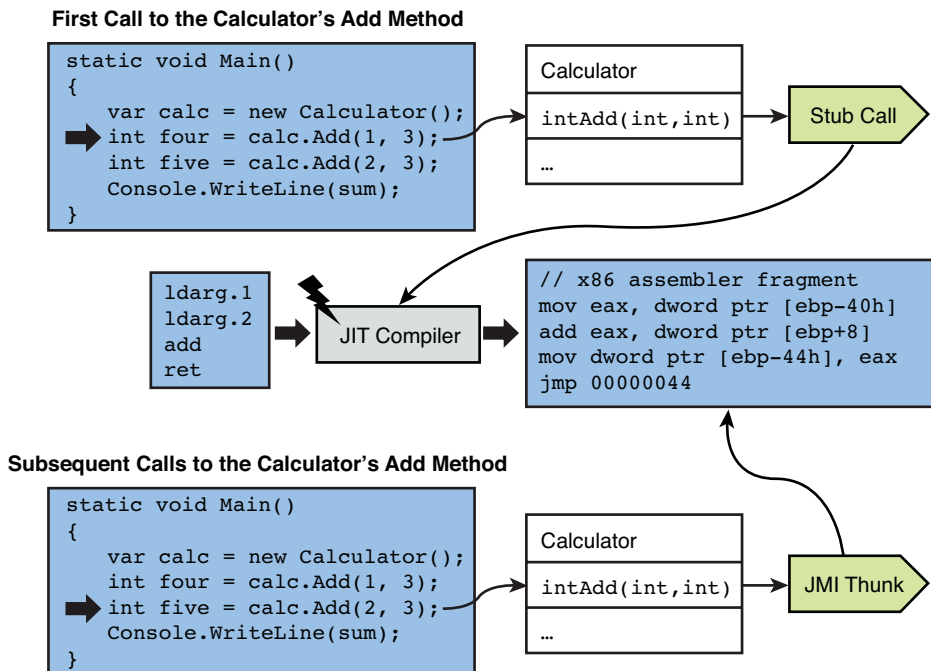 First Call to the Calculator’s Add Method
static void Main()
{
var calc = new Calculator();
int four = calc.Add(1, 3);
int five = calc.Add(2, 3);
Console.WriteLine(sum);
}
Calculator
intAdd(int,int)
…
Stub Call
ldarg.1
ldarg.2
add
ret
JIT Compiler
// x86 assembler fragment
mov eax, dword ptr [ebp-40h]
add eax, dword ptr [ebp+8]
mov dword ptr [ebp-44h], eax
jmp 00000044
Subsequent Calls to the Calculator’s Add Method
static void Main()
{
var calc = new Calculator();
int four = calc.Add(1, 3);
int five = calc.Add(2, 3);
Console.WriteLine(sum);
}
Calculator
intAdd(int,int)
…
JMI Thunk